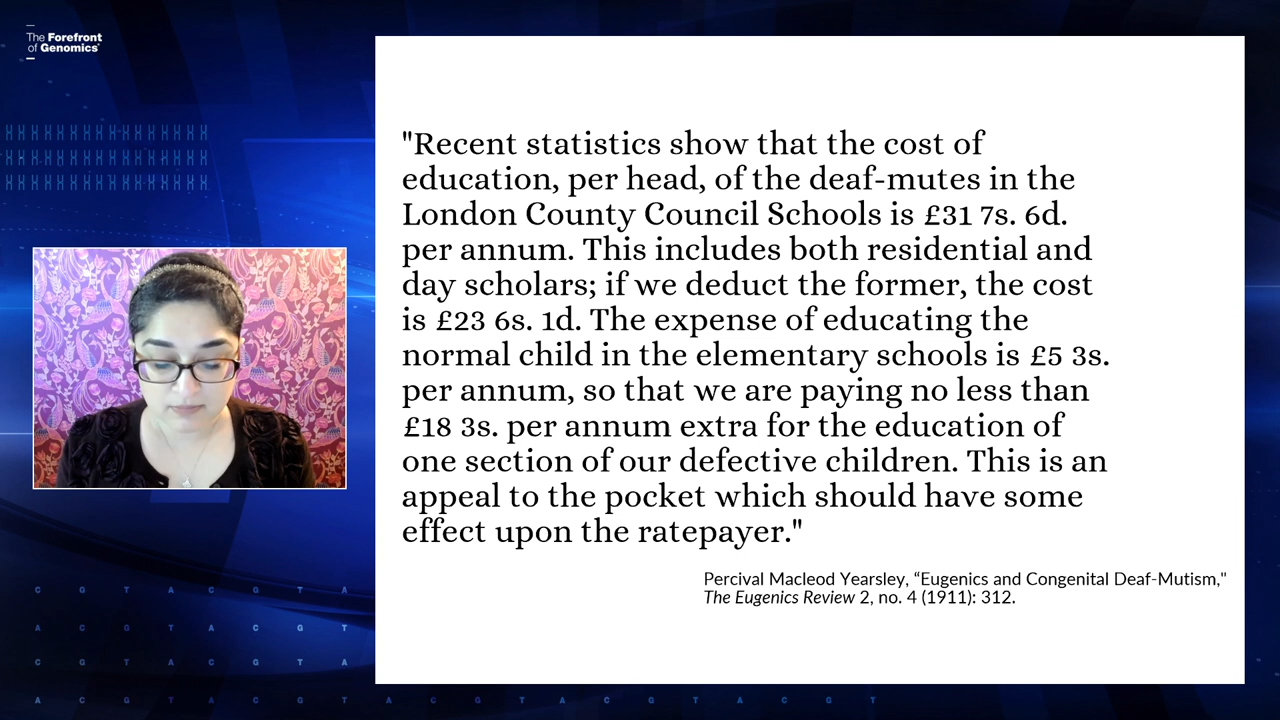 The Forefront
of Genomics®
"Recent statistics show that the cost of
education, per head, of the deaf-mutes in the
London County Council Schools is £31 7s. 6d.
per annum. This includes both residential and
day scholars; if we deduct the former, the cost
is £23 6s. 1d. The expense of educating the
normal child in the elementary schools is £5 3s.
per annum, so that we are paying no less than
£18 3s. per annum extra for the education of
one section of our defective children. This is an
appeal to the pocket which should have some
effect upon the ratepayer."
Percival Macleod Yearsley, “Eugenics and Congenital Deaf-Mutism,"
The Eugenics Review 2, no. 4 (1911): 312.
C G T A C G T A
A C G T A C G T
C G T A C G T A
A C G T A C G T A C G T A C G T A C G T